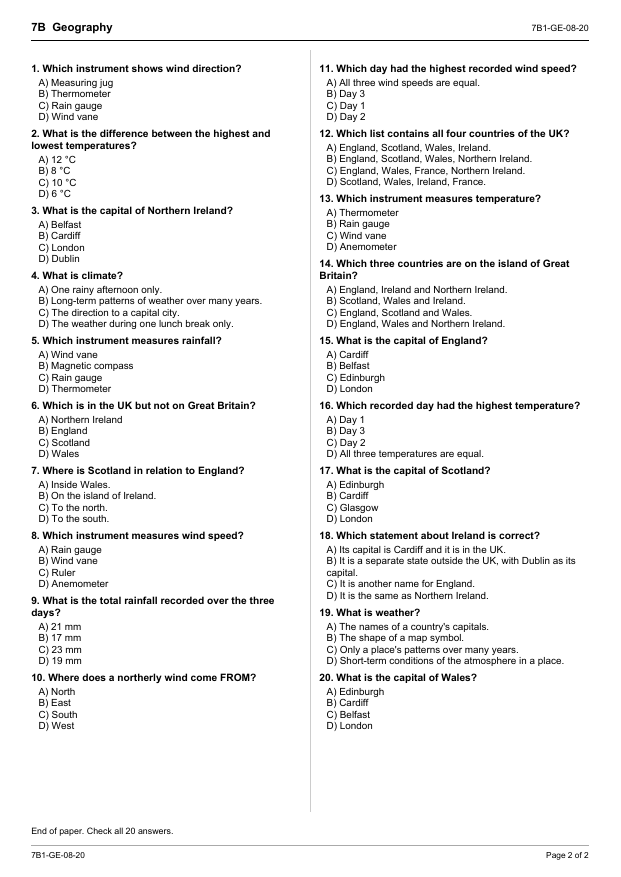 7B Geography
7B1-GE-08-20
1. Which instrument shows wind direction?
A) Measuring jug
B) Thermometer
C) Rain gauge
D) Wind vane
2. What is the difference between the highest and
lowest temperatures?
A) 12 °C
B) 8 °C
C) 10 °C
D) 6 °C
3. What is the capital of Northern Ireland?
A) Belfast
B) Cardiff
C) London
D) Dublin
4. What is climate?
A) One rainy afternoon only.
B) Long-term patterns of weather over many years.
C) The direction to a capital city.
D) The weather during one lunch break only.
5. Which instrument measures rainfall?
A) Wind vane
B) Magnetic compass
C) Rain gauge
D) Thermometer
6. Which is in the UK but not on Great Britain?
A) Northern Ireland
B) England
C) Scotland
D) Wales
7. Where is Scotland in relation to England?
A) Inside Wales.
B) On the island of Ireland.
C) To the north.
D) To the south.
8. Which instrument measures wind speed?
A) Rain gauge
B) Wind vane
C) Ruler
D) Anemometer
9. What is the total rainfall recorded over the three
days?
A) 21 mm
B) 17 mm
C) 23 mm
D) 19 mm
10. Where does a northerly wind come FROM?
A) North
B) East
C) South
D) West
11. Which day had the highest recorded wind speed?
A) All three wind speeds are equal.
B) Day 3
C) Day 1
D) Day 2
12. Which list contains all four countries of the UK?
A) England, Scotland, Wales, Ireland.
B) England, Scotland, Wales, Northern Ireland.
C) England, Wales, France, Northern Ireland.
D) Scotland, Wales, Ireland, France.
13. Which instrument measures temperature?
A) Thermometer
B) Rain gauge
C) Wind vane
D) Anemometer
14. Which three countries are on the island of Great
Britain?
A) England, Ireland and Northern Ireland.
B) Scotland, Wales and Ireland.
C) England, Scotland and Wales.
D) England, Wales and Northern Ireland.
15. What is the capital of England?
A) Cardiff
B) Belfast
C) Edinburgh
D) London
16. Which recorded day had the highest temperature?
A) Day 1
B) Day 3
C) Day 2
D) All three temperatures are equal.
17. What is the capital of Scotland?
A) Edinburgh
B) Cardiff
C) Glasgow
D) London
18. Which statement about Ireland is correct?
A) Its capital is Cardiff and it is in the UK.
B) It is a separate state outside the UK, with Dublin as its
capital.
C) It is another name for England.
D) It is the same as Northern Ireland.
19. What is weather?
A) The names of a country's capitals.
B) The shape of a map symbol.
C) Only a place's patterns over many years.
D) Short-term conditions of the atmosphere in a place.
20. What is the capital of Wales?
A) Edinburgh
B) Cardiff
C) Belfast
D) London
End of paper. Check all 20 answers.
7B1-GE-08-20
Page 2 of 2